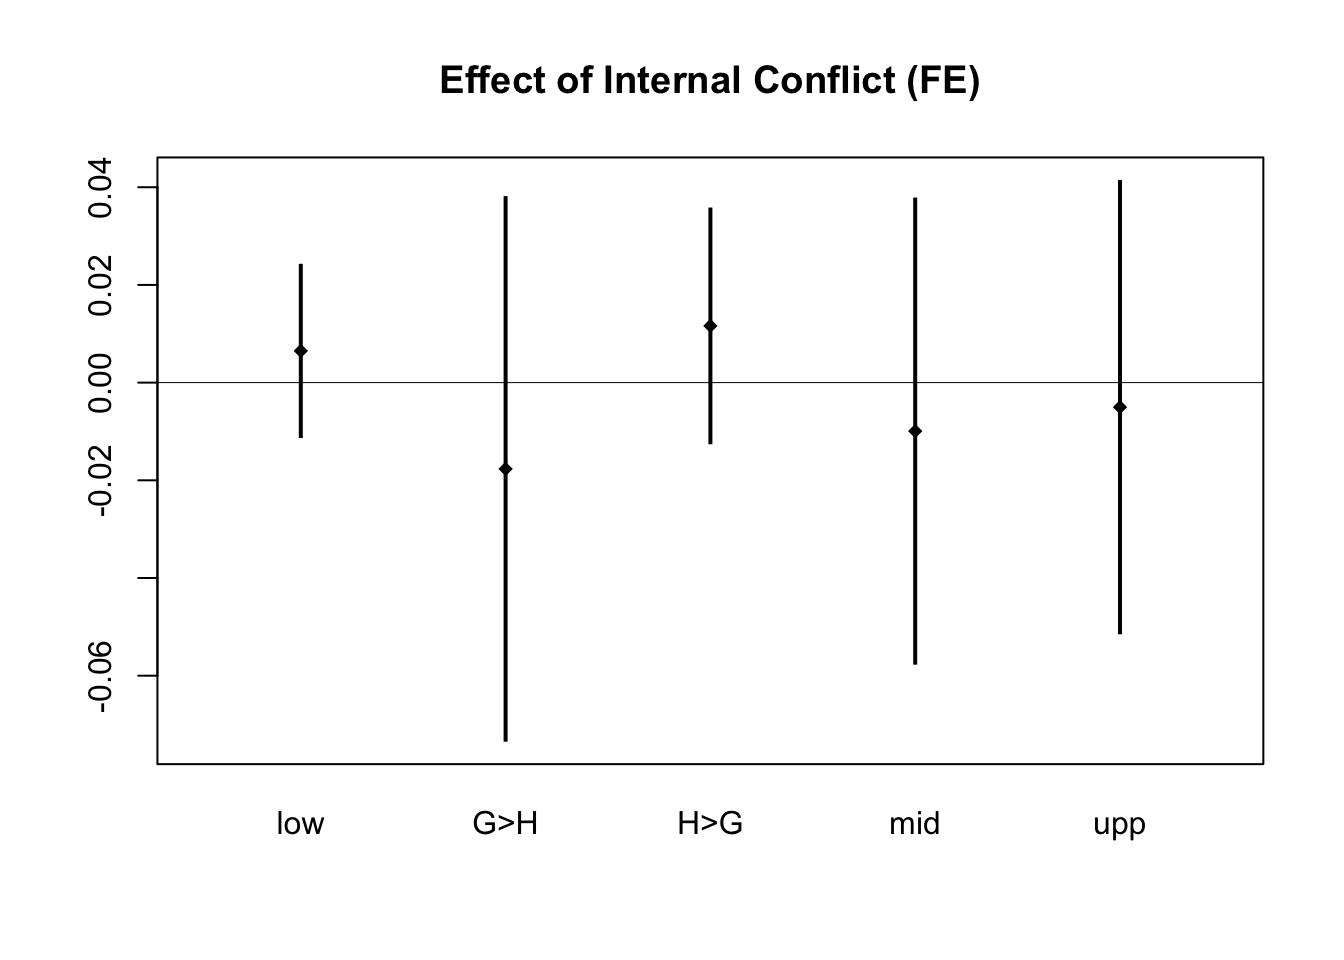 Effect of Internal Conflict (FE)
0.04
0.02
0.00
-0.02
-0.06
low G>H H>G mid upp